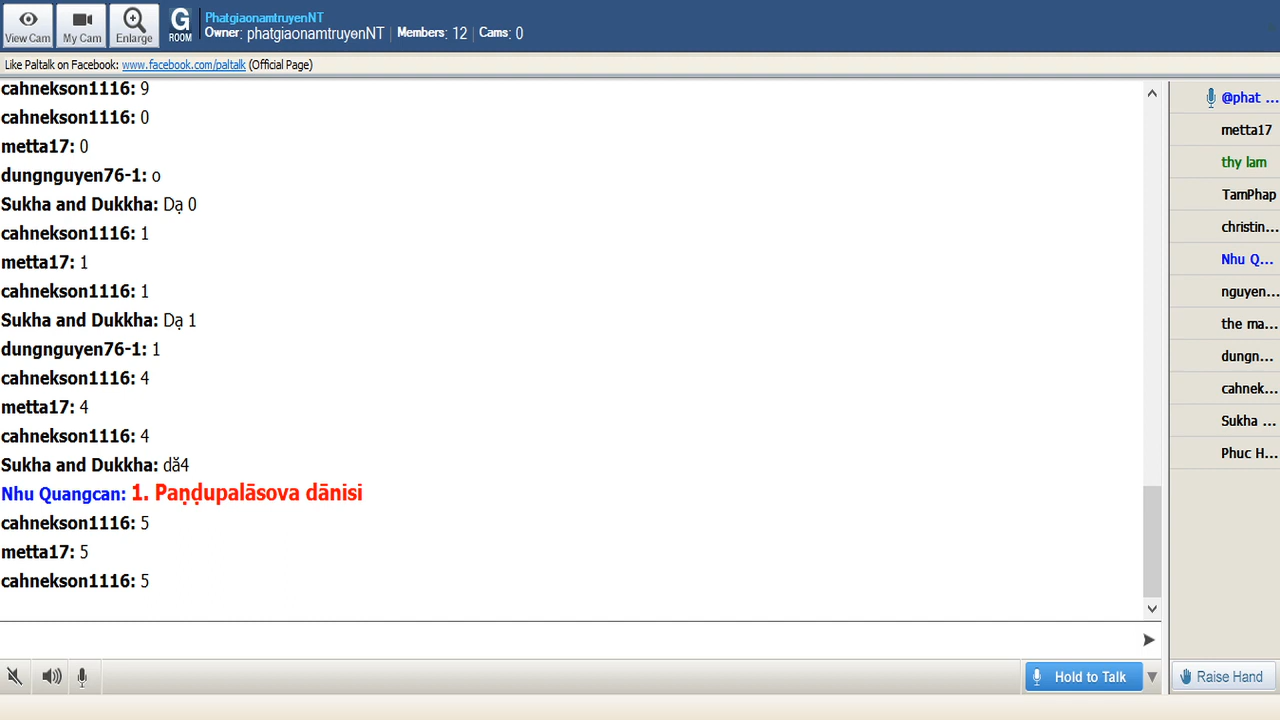 View Cam
My Cam
Enlarge
G
ROOM
PhatgiaonamtruyenNT
Owner: phatgiaonamtruyenNT | Members: 12 | Cams: 0
Like Paltalk on Facebook: www.facebook.com/paltalk (Official Page)
cahnekson1116: 9
cahnekson1116: 0
metta17: 0
dungnguyen76-1: o
Sukha and Dukkha: Dạ 0
cahnekson1116: 1
metta17: 1
cahnekson1116: 1
Sukha and Dukkha: Dạ 1
dungnguyen76-1: 1
cahnekson1116: 4
metta17: 4
cahnekson1116: 4
Sukha and Dukkha: dă4
Nhu Quangcan: 1. Paṇḍupalāsova dānisi
cahnekson1116: 5
metta17: 5
cahnekson1116: 5
@phat ...
metta17
thy lam
TamPhap
christin...
Nhu Q...
nguyen...
the ma...
dungn...
cahnek...
Sukha ...
Phuc H...
Hold to Talk
Raise Hand